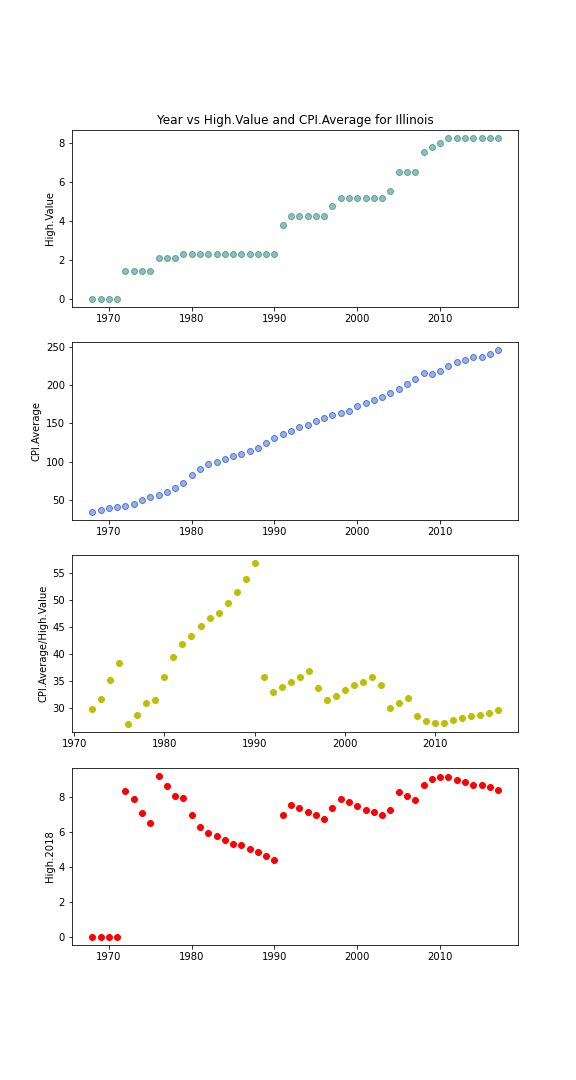 Year vs High.Value and CPI.Average for Illinois
High.Value
8
6
4
2
0
1970 1980 1990 2000 2010
CPI.Average
250
200
150
100
50
1970 1980 1990 2000 2010
CPI.Average/High.Value
55
50
45
40
35
30
1970 1980 1990 2000 2010
High.2018
8
6
4
2
0
1970 1980 1990 2000 2010